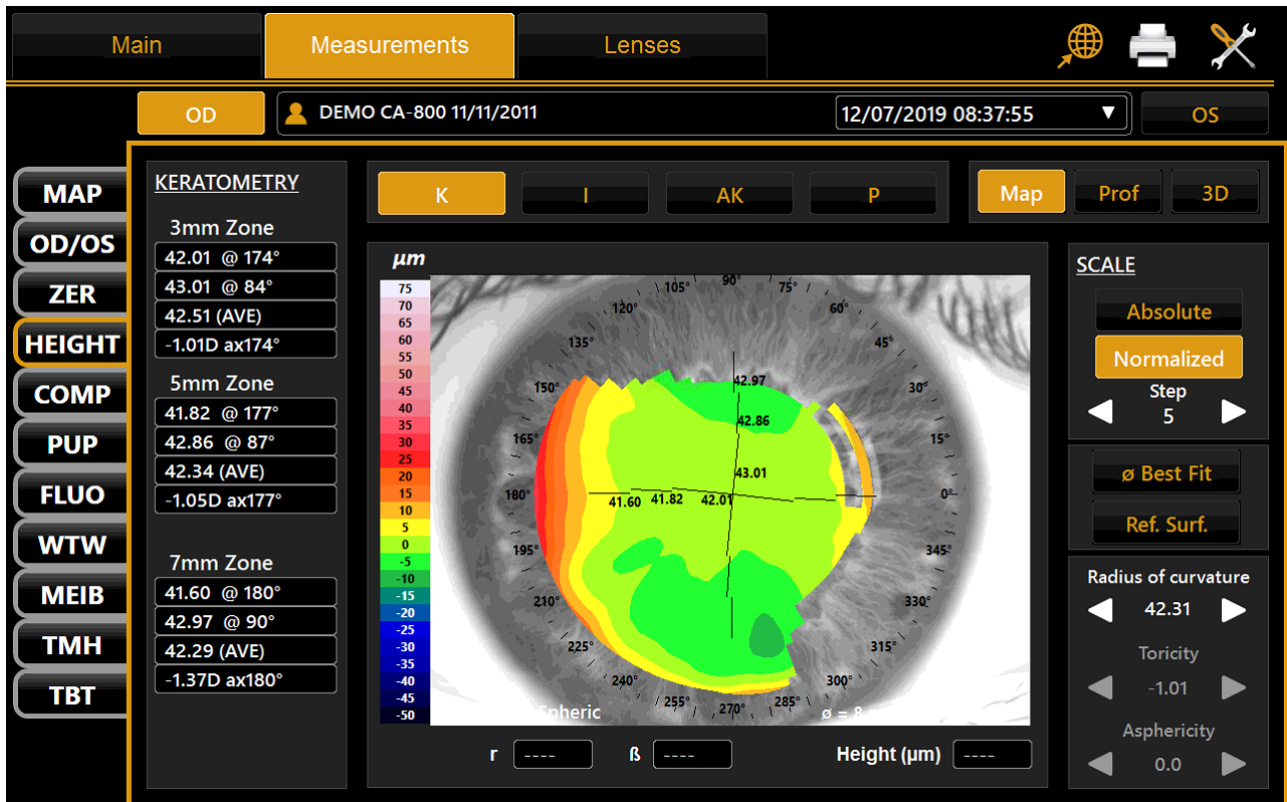 Main Measurements Lenses
OD DEMO CA-800 11/11/2011 12/07/2019 08:37:55 OS
MAP
OD/OS
ZER
HEIGHT
COMP
PUP
FLUO
WTW
MEIB
TMH
TBT
KERATOMETRY
3mm Zone
42.01 @ 174°
43.01 @ 84°
42.51 (AVE)
-1.01D ax174°
5mm Zone
41.82 @ 177°
42.86 @ 87°
42.34 (AVE)
-1.05D ax177°
7mm Zone
41.60 @ 180°
42.97 @ 90°
42.29 (AVE)
-1.37D ax180°
K I AK P
Map Prof 3D
µm
75
70
65
60
55
50
45
40
35
30
25
20
15
10
5
0
-5
-10
-15
-20
-25
-30
-35
-40
-45
-50
105° 90° 75°
120° 60°
135° 45°
150° 42.97 30°
42.86
165° 15°
43.01
180° 41.60 41.82 42.01 0°
195° 345°
210° 330°
225° 315°
240° 300°
255° 270° 285°
spheric ø = 8
r ---- ß ---- Height (µm) ----
SCALE
Absolute
Normalized
Step
5
ø Best Fit
Ref. Surf.
Radius of curvature
42.31
Toricity
-1.01
Asphericity
0.0